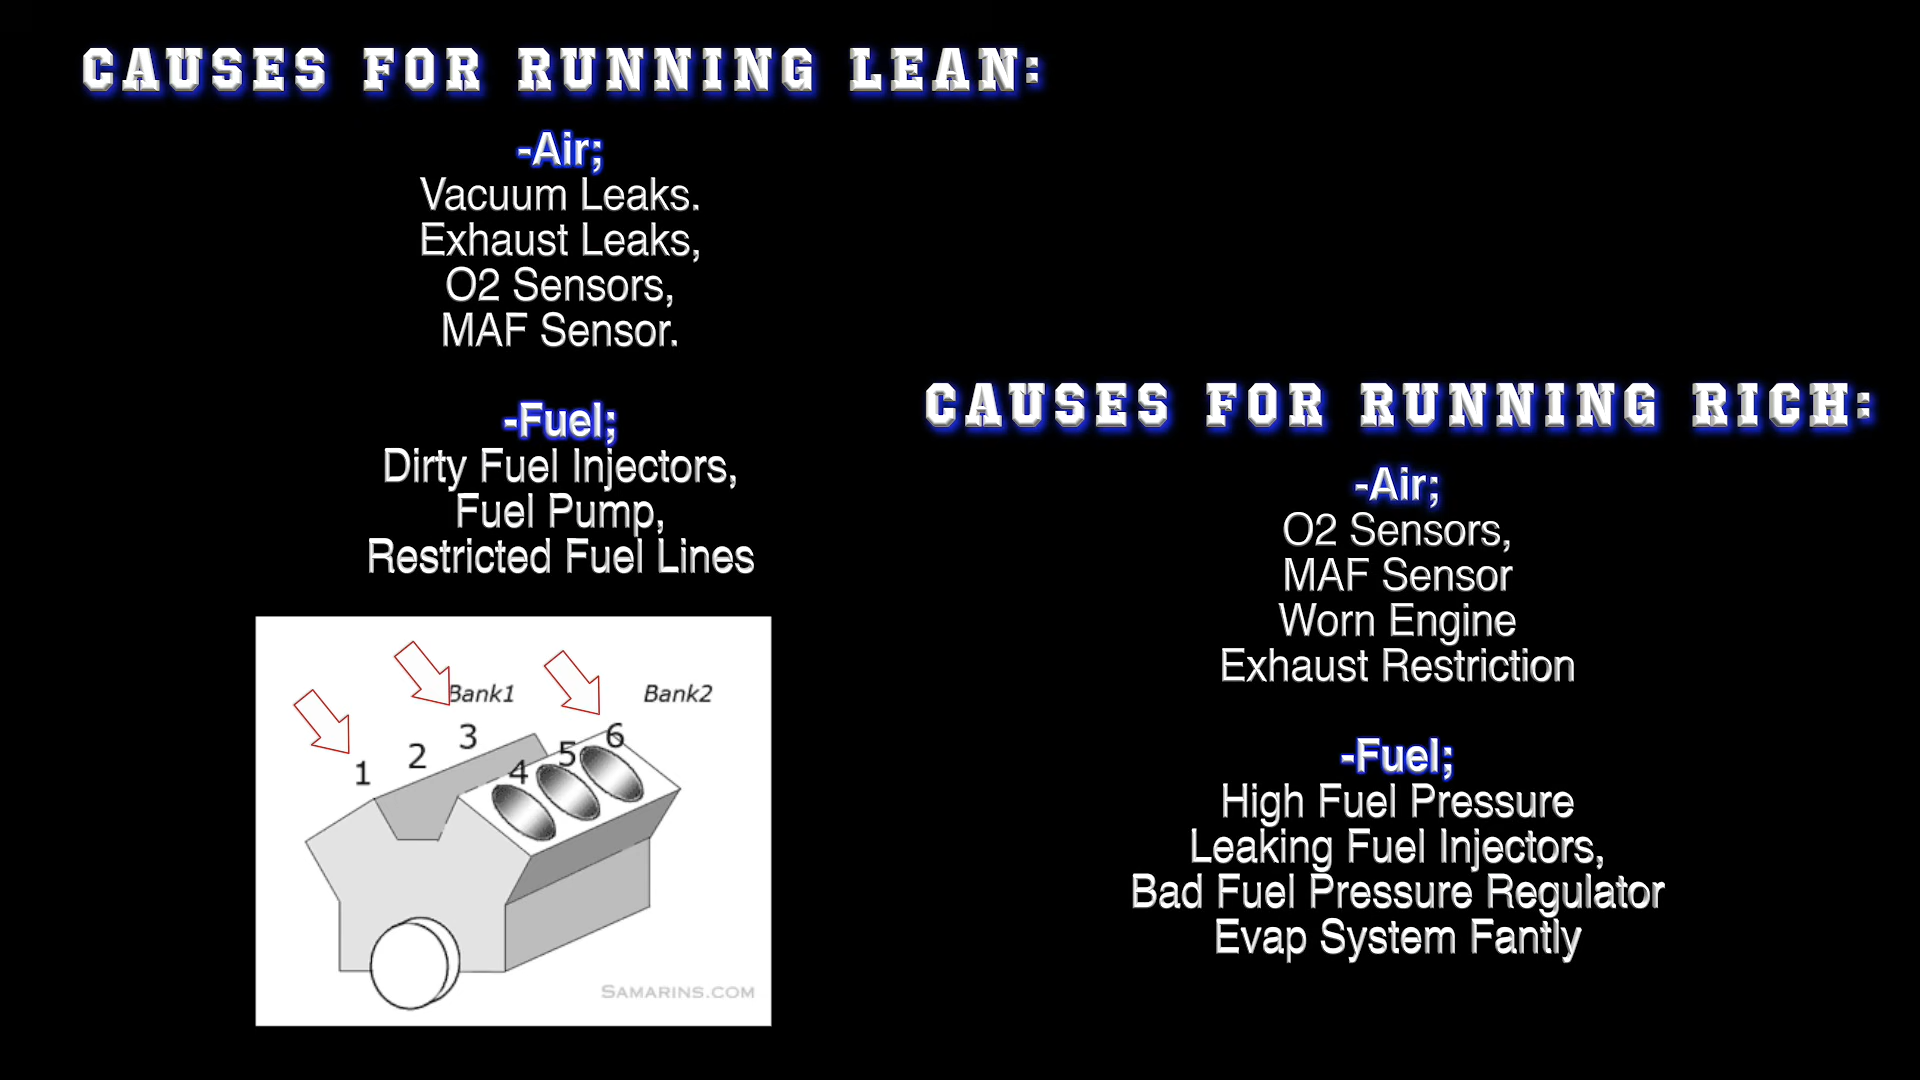 CAUSES FOR RUNNING LEAN:
-Air;
Vacuum Leaks.
Exhaust Leaks,
O2 Sensors,
MAF Sensor.
-Fuel;
Dirty Fuel Injectors,
Fuel Pump,
Restricted Fuel Lines
Bank1
Bank2
1
2
3
4
5
6
SAMARINS.COM
CAUSES FOR RUNNING RICH:
-Air;
O2 Sensors,
MAF Sensor
Worn Engine
Exhaust Restriction
-Fuel;
High Fuel Pressure
Leaking Fuel Injectors,
Bad Fuel Pressure Regulator
Evap System Fantly